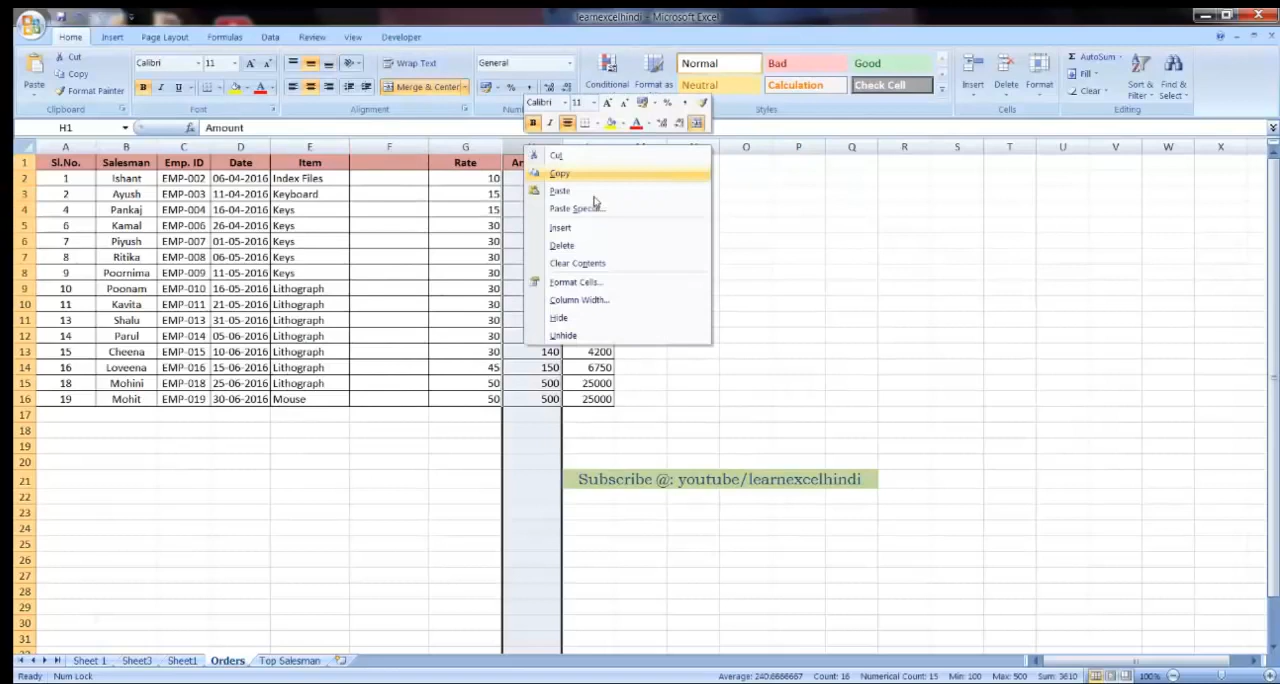 learnexcelhindi - Microsoft Excel
Home Insert Page Layout Formulas Data Review View Developer
Cut Calibri 11 Wrap Text General Normal Bad Good AutoSum
Copy Fill
Paste Format Painter Merge & Center Conditional Format as Neutral Calculation Check Cell Insert Delete Format Clear Sort & Find &
Filter Select
Clipboard Font Alignment Styles Cells Editing
Calibri 11
H1 Amount
A B C D E F G O P Q R S T U V W X
1 Sl.No. Salesman Emp. ID Date Item Rate
2 1 Ishant EMP-002 06-04-2016 Index Files 10
3 2 Ayush EMP-003 11-04-2016 Keyboard 15
4 4 Pankaj EMP-004 16-04-2016 Keys 15
5 6 Kamal EMP-006 26-04-2016 Keys 30
6 7 Piyush EMP-007 01-05-2016 Keys 30
7 8 Ritika EMP-008 06-05-2016 Keys 30
8 9 Poornima EMP-009 11-05-2016 Keys 30
9 10 Poonam EMP-010 16-05-2016 Lithograph 30
10 11 Kavita EMP-011 21-05-2016 Lithograph 30
11 13 Shalu EMP-013 31-05-2016 Lithograph 30
12 14 Parul EMP-014 05-06-2016 Lithograph 30
13 15 Cheena EMP-015 10-06-2016 Lithograph 30 140 4200
14 16 Loveena EMP-016 15-06-2016 Lithograph 45 150 6750
15 18 Mohini EMP-018 25-06-2016 Lithograph 50 500 25000
16 19 Mohit EMP-019 30-06-2016 Mouse 50 500 25000
Cut
Copy
Paste
Paste Special...
Insert
Delete
Clear Contents
Format Cells...
Column Width...
Hide
Unhide
17
18
19
20
21 Subscribe @: youtube/learnexcelhindi
22
23
24
25
26
27
28
29
30
31
Sheet 1 Sheet3 Sheet1 Orders Top Salesman
Ready Num Lock Average: 240.6666667 Count: 16 Numerical Count: 15 Min: 100 Max: 500 Sum: 3610 100%